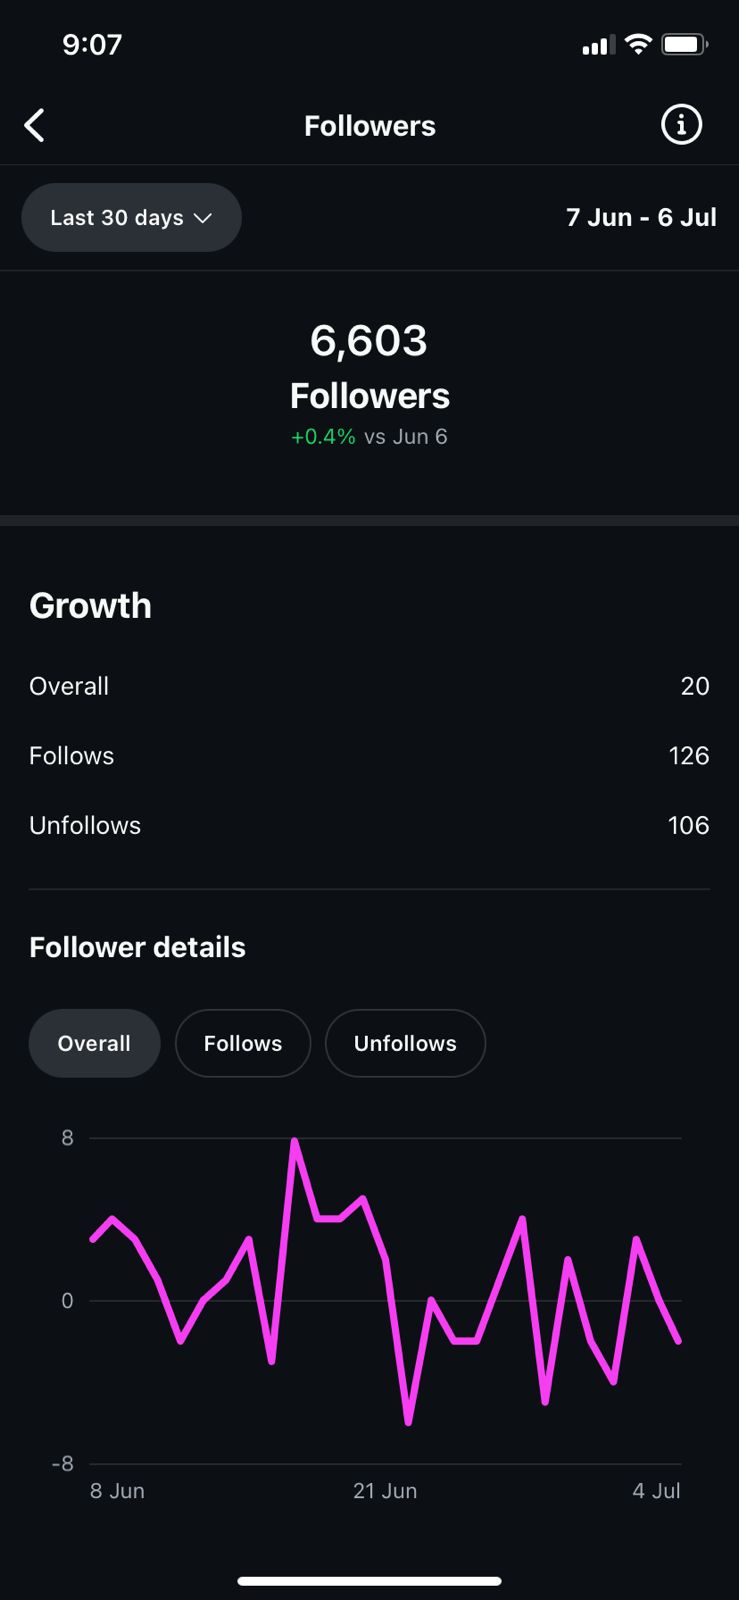 9:07
Followers
Last 30 days
7 Jun - 6 Jul
6,603
Followers
+0.4% vs Jun 6
Growth
Overall 20
Follows 126
Unfollows 106
Follower details
Overall Follows Unfollows
8
0
-8
8 Jun 21 Jun 4 Jul